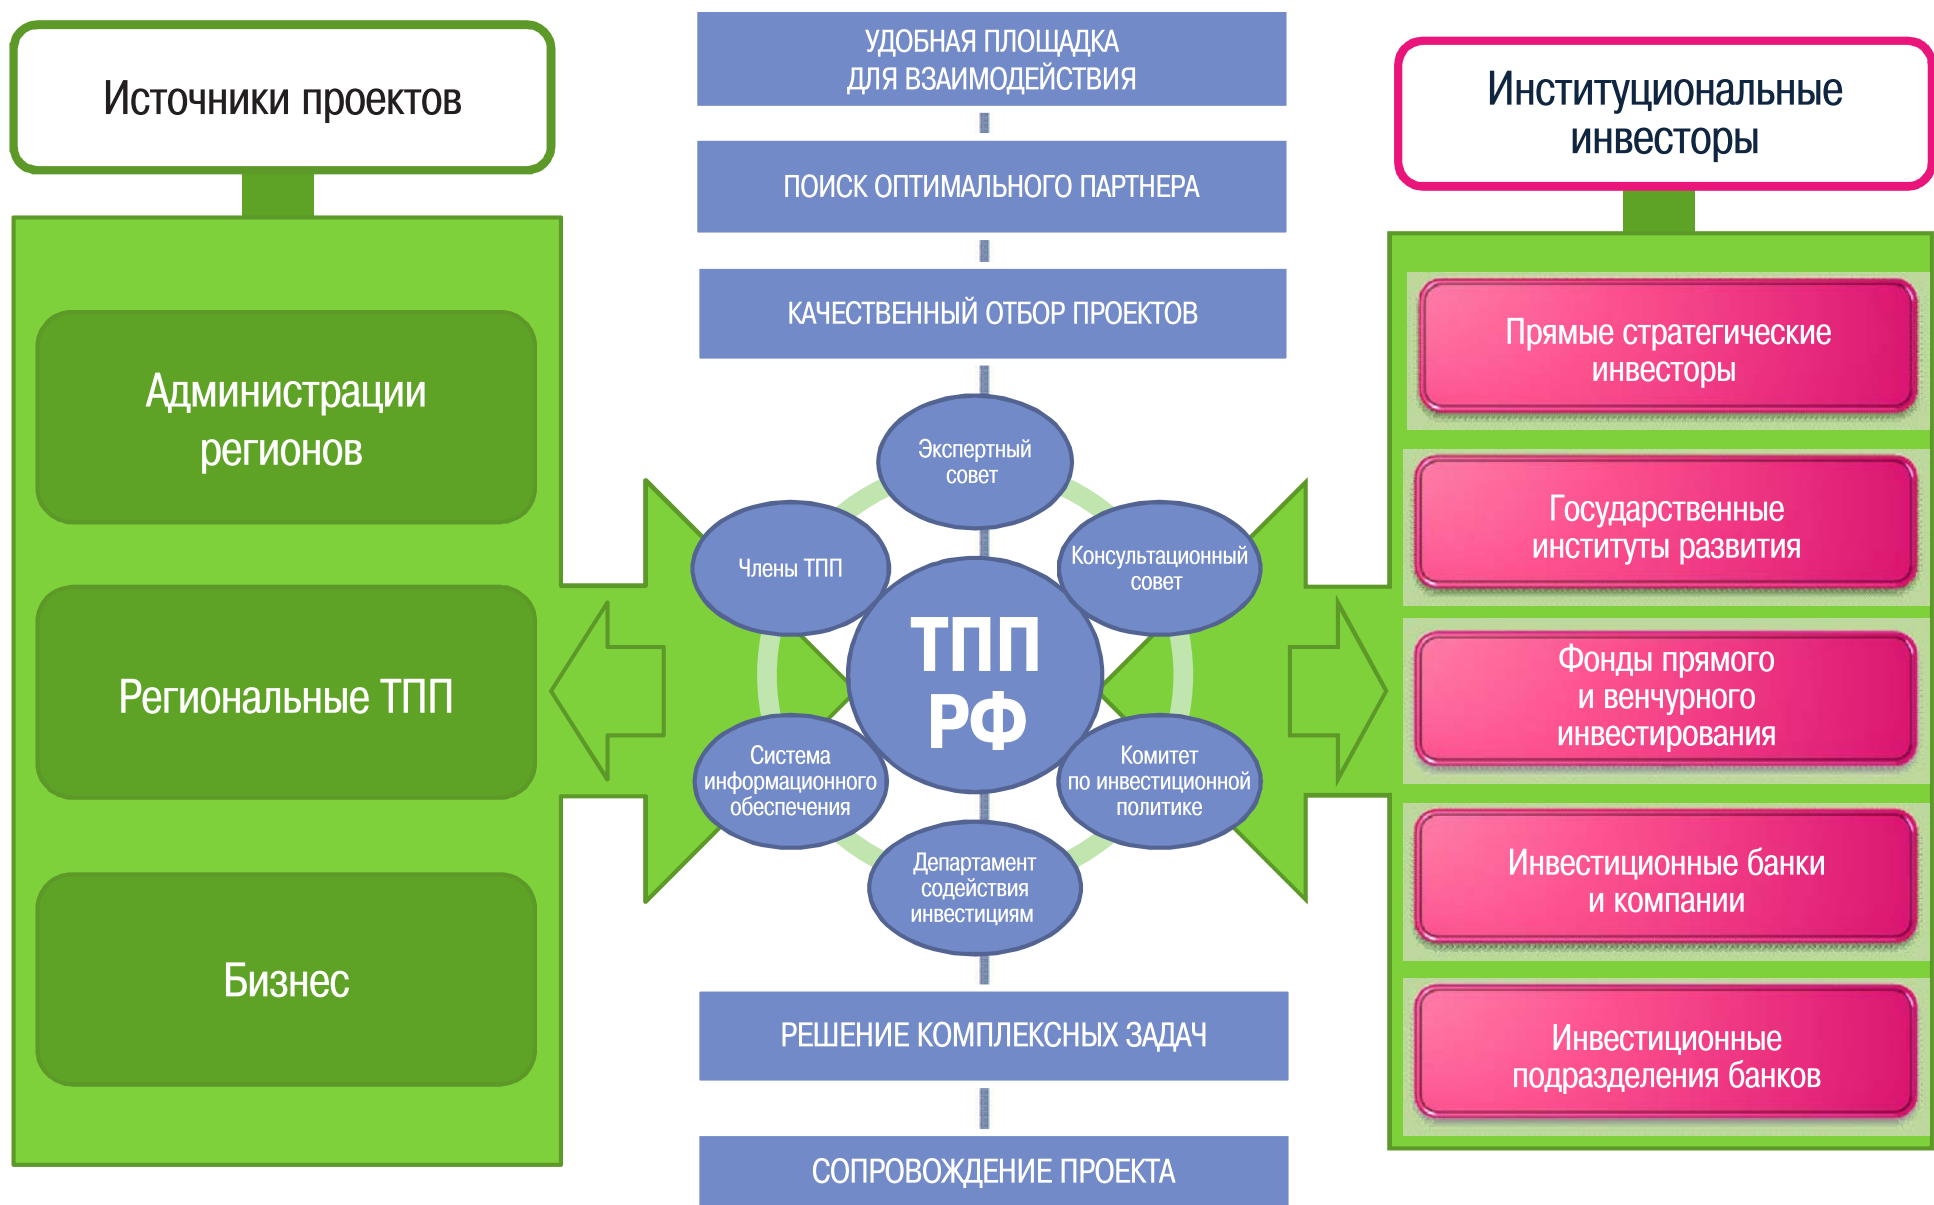 Источники проектов
Администрации
регионов
Региональные ТПП
Бизнес
УДОБНАЯ ПЛОЩАДКА
ДЛЯ ВЗАИМОДЕЙСТВИЯ
ПОИСК ОПТИМАЛЬНОГО ПАРТНЕРА
КАЧЕСТВЕННЫЙ ОТБОР ПРОЕКТОВ
Экспертный
совет
Члены ТПП
Консультационный
совет
ТПП
РФ
Система
информационного
обеспечения
Комитет
по инвестиционной
политике
Департамент
содействия
инвестициям
РЕШЕНИЕ КОМПЛЕКСНЫХ ЗАДАЧ
СОПРОВОЖДЕНИЕ ПРОЕКТА
Институциональные
инвесторы
Прямые стратегические
инвесторы
Государственные
институты развития
Фонды прямого
и венчурного
инвестирования
Инвестиционные банки
и компании
Инвестиционные
подразделения банков